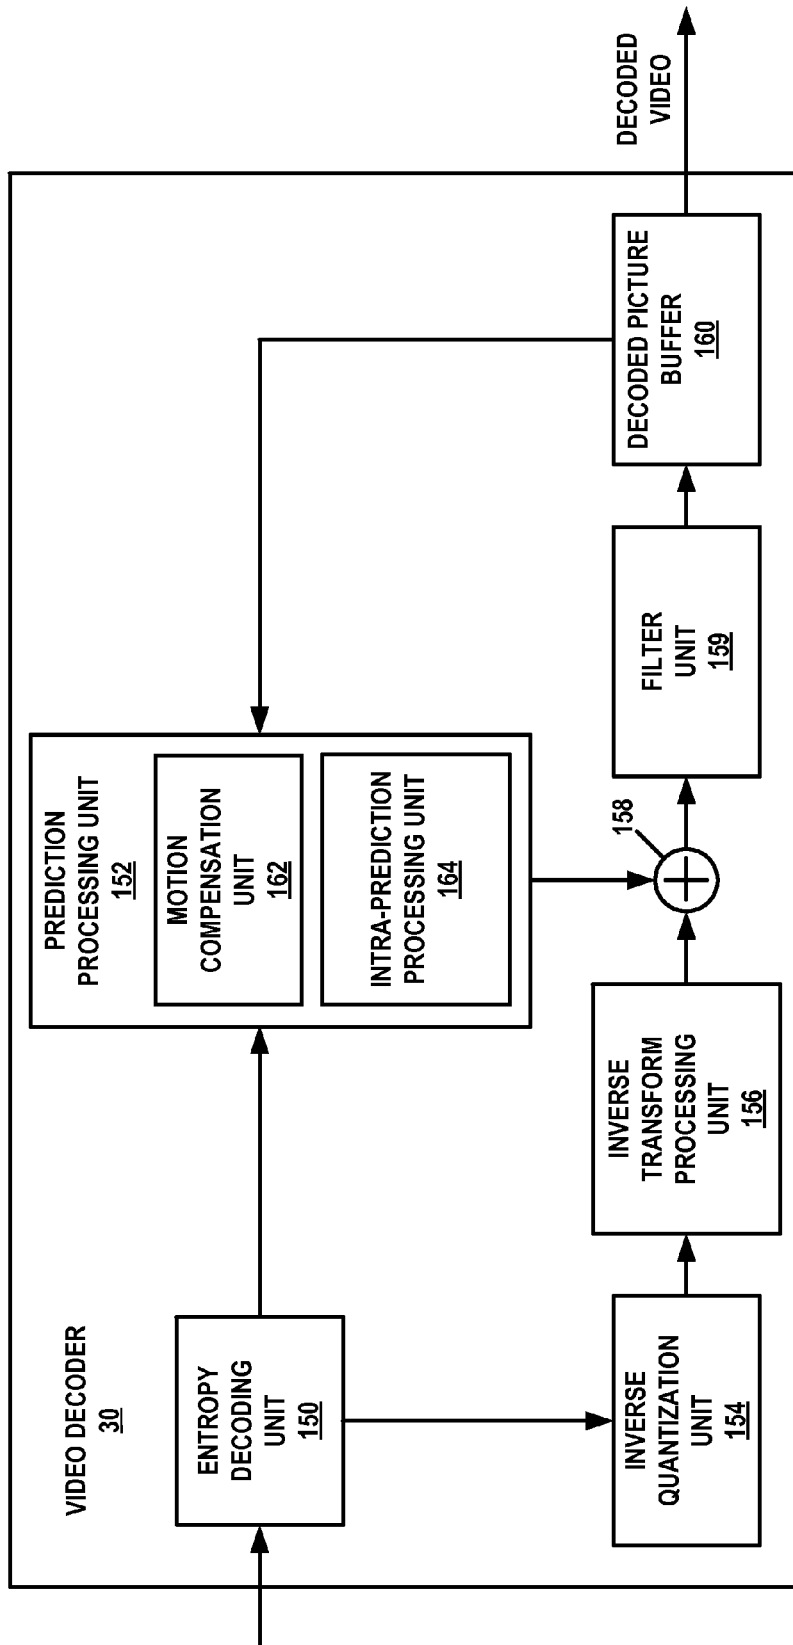 VIDEO DECODER
30
ENTROPY
DECODING
UNIT
150
PREDICTION
PROCESSING UNIT
152
MOTION
COMPENSATION
UNIT
162
INTRA-PREDICTION
PROCESSING UNIT
164
INVERSE
QUANTIZATION
UNIT
154
INVERSE
TRANSFORM
PROCESSING
UNIT
156
158
FILTER
UNIT
159
DECODED PICTURE
BUFFER
160
DECODED
VIDEO